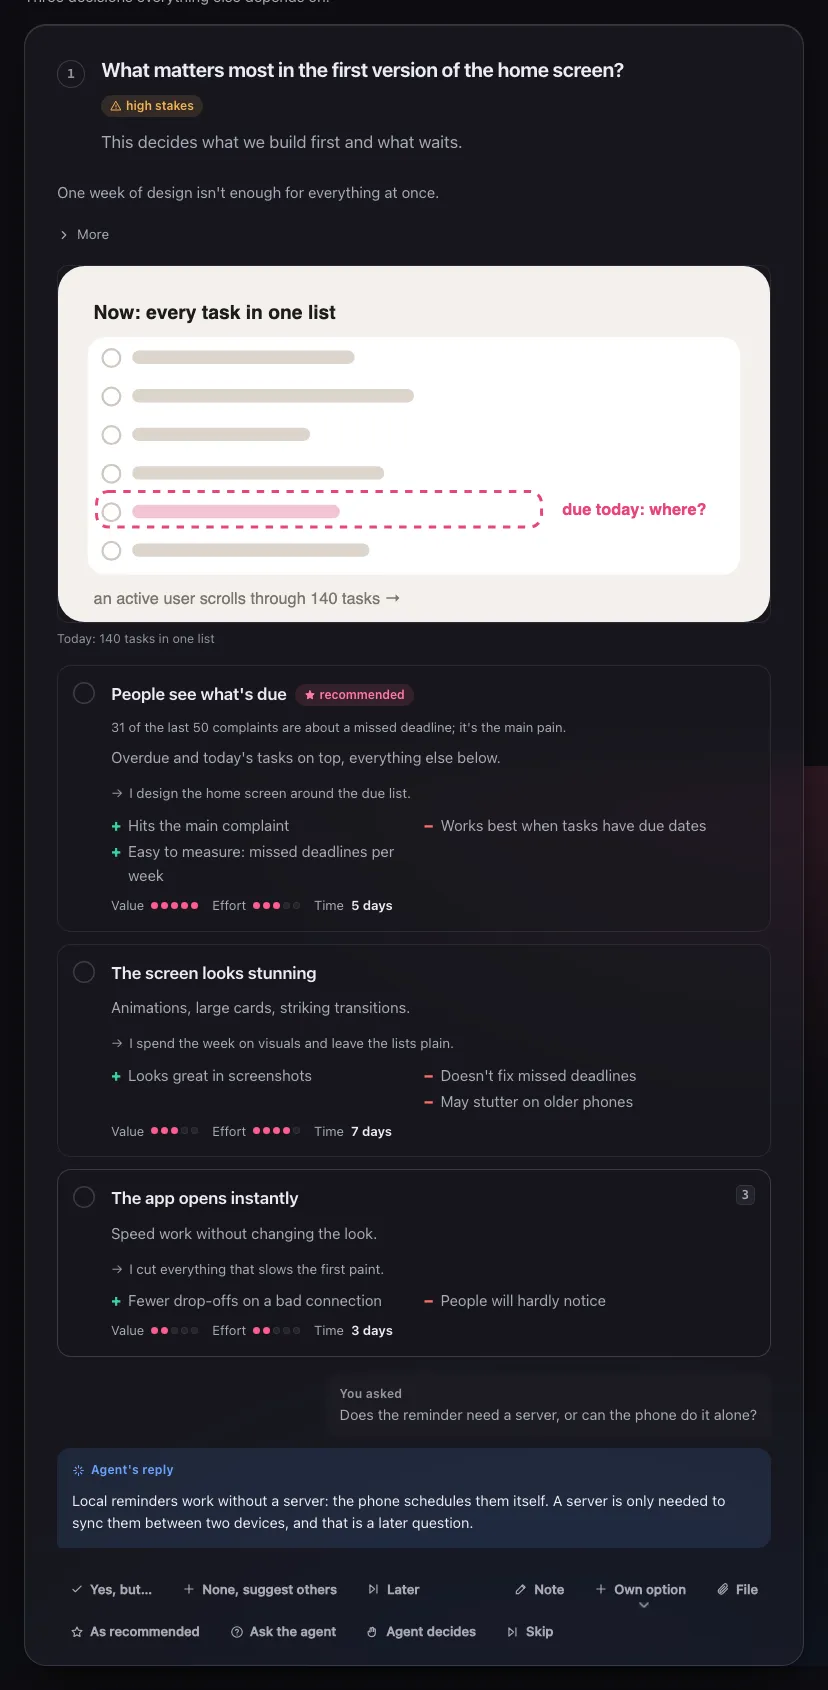 Three decisions everything else depends on.
1
What matters most in the first version of the home screen?
high stakes
This decides what we build first and what waits.
One week of design isn't enough for everything at once.
More
Now: every task in one list
due today: where?
an active user scrolls through 140 tasks →
Today: 140 tasks in one list
People see what's due
recommended
31 of the last 50 complaints are about a missed deadline; it's the main pain.
Overdue and today's tasks on top, everything else below.
→ I design the home screen around the due list.
+ Hits the main complaint
− Works best when tasks have due dates
+ Easy to measure: missed deadlines per
week
Value Effort Time 5 days
The screen looks stunning
Animations, large cards, striking transitions.
→ I spend the week on visuals and leave the lists plain.
+ Looks great in screenshots
− Doesn't fix missed deadlines
− May stutter on older phones
Value Effort Time 7 days
The app opens instantly
3
Speed work without changing the look.
→ I cut everything that slows the first paint.
+ Fewer drop-offs on a bad connection
− People will hardly notice
Value Effort Time 3 days
You asked
Does the reminder need a server, or can the phone do it alone?
Agent's reply
Local reminders work without a server: the phone schedules them itself. A server is only needed to
sync them between two devices, and that is a later question.
Yes, but...
+ None, suggest others
Later
Note
+ Own option
File
As recommended
Ask the agent
Agent decides
Skip